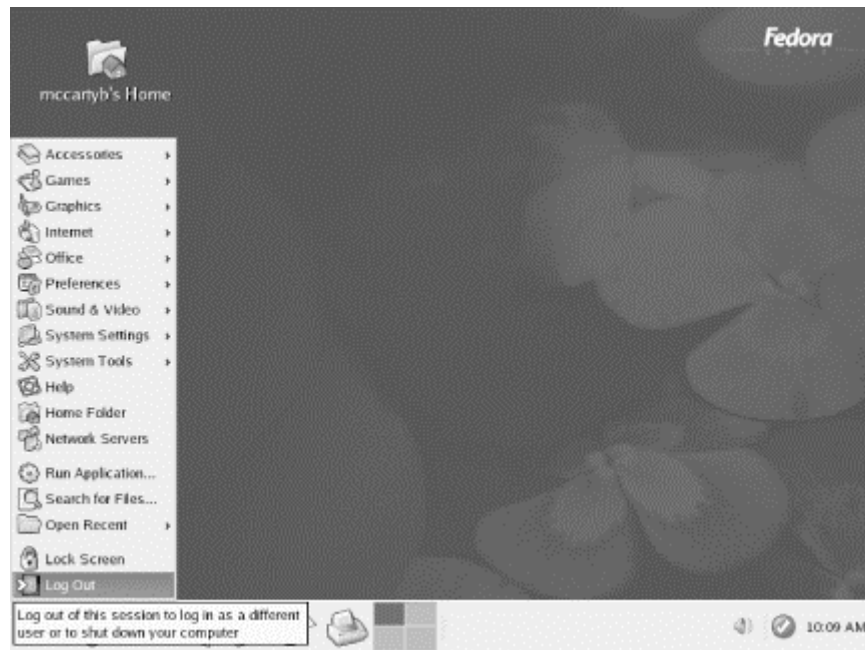 Fedora
mccartyb's Home
Accessories
Games
Graphics
Internet
Office
Preferences
Sound & Video
System Settings
System Tools
Help
Home Folder
Network Servers
Run Application...
Search for Files...
Open Recent
Lock Screen
Log Out
Log out of this session to log in as a different
user or to shut down your computer
10:09 AM